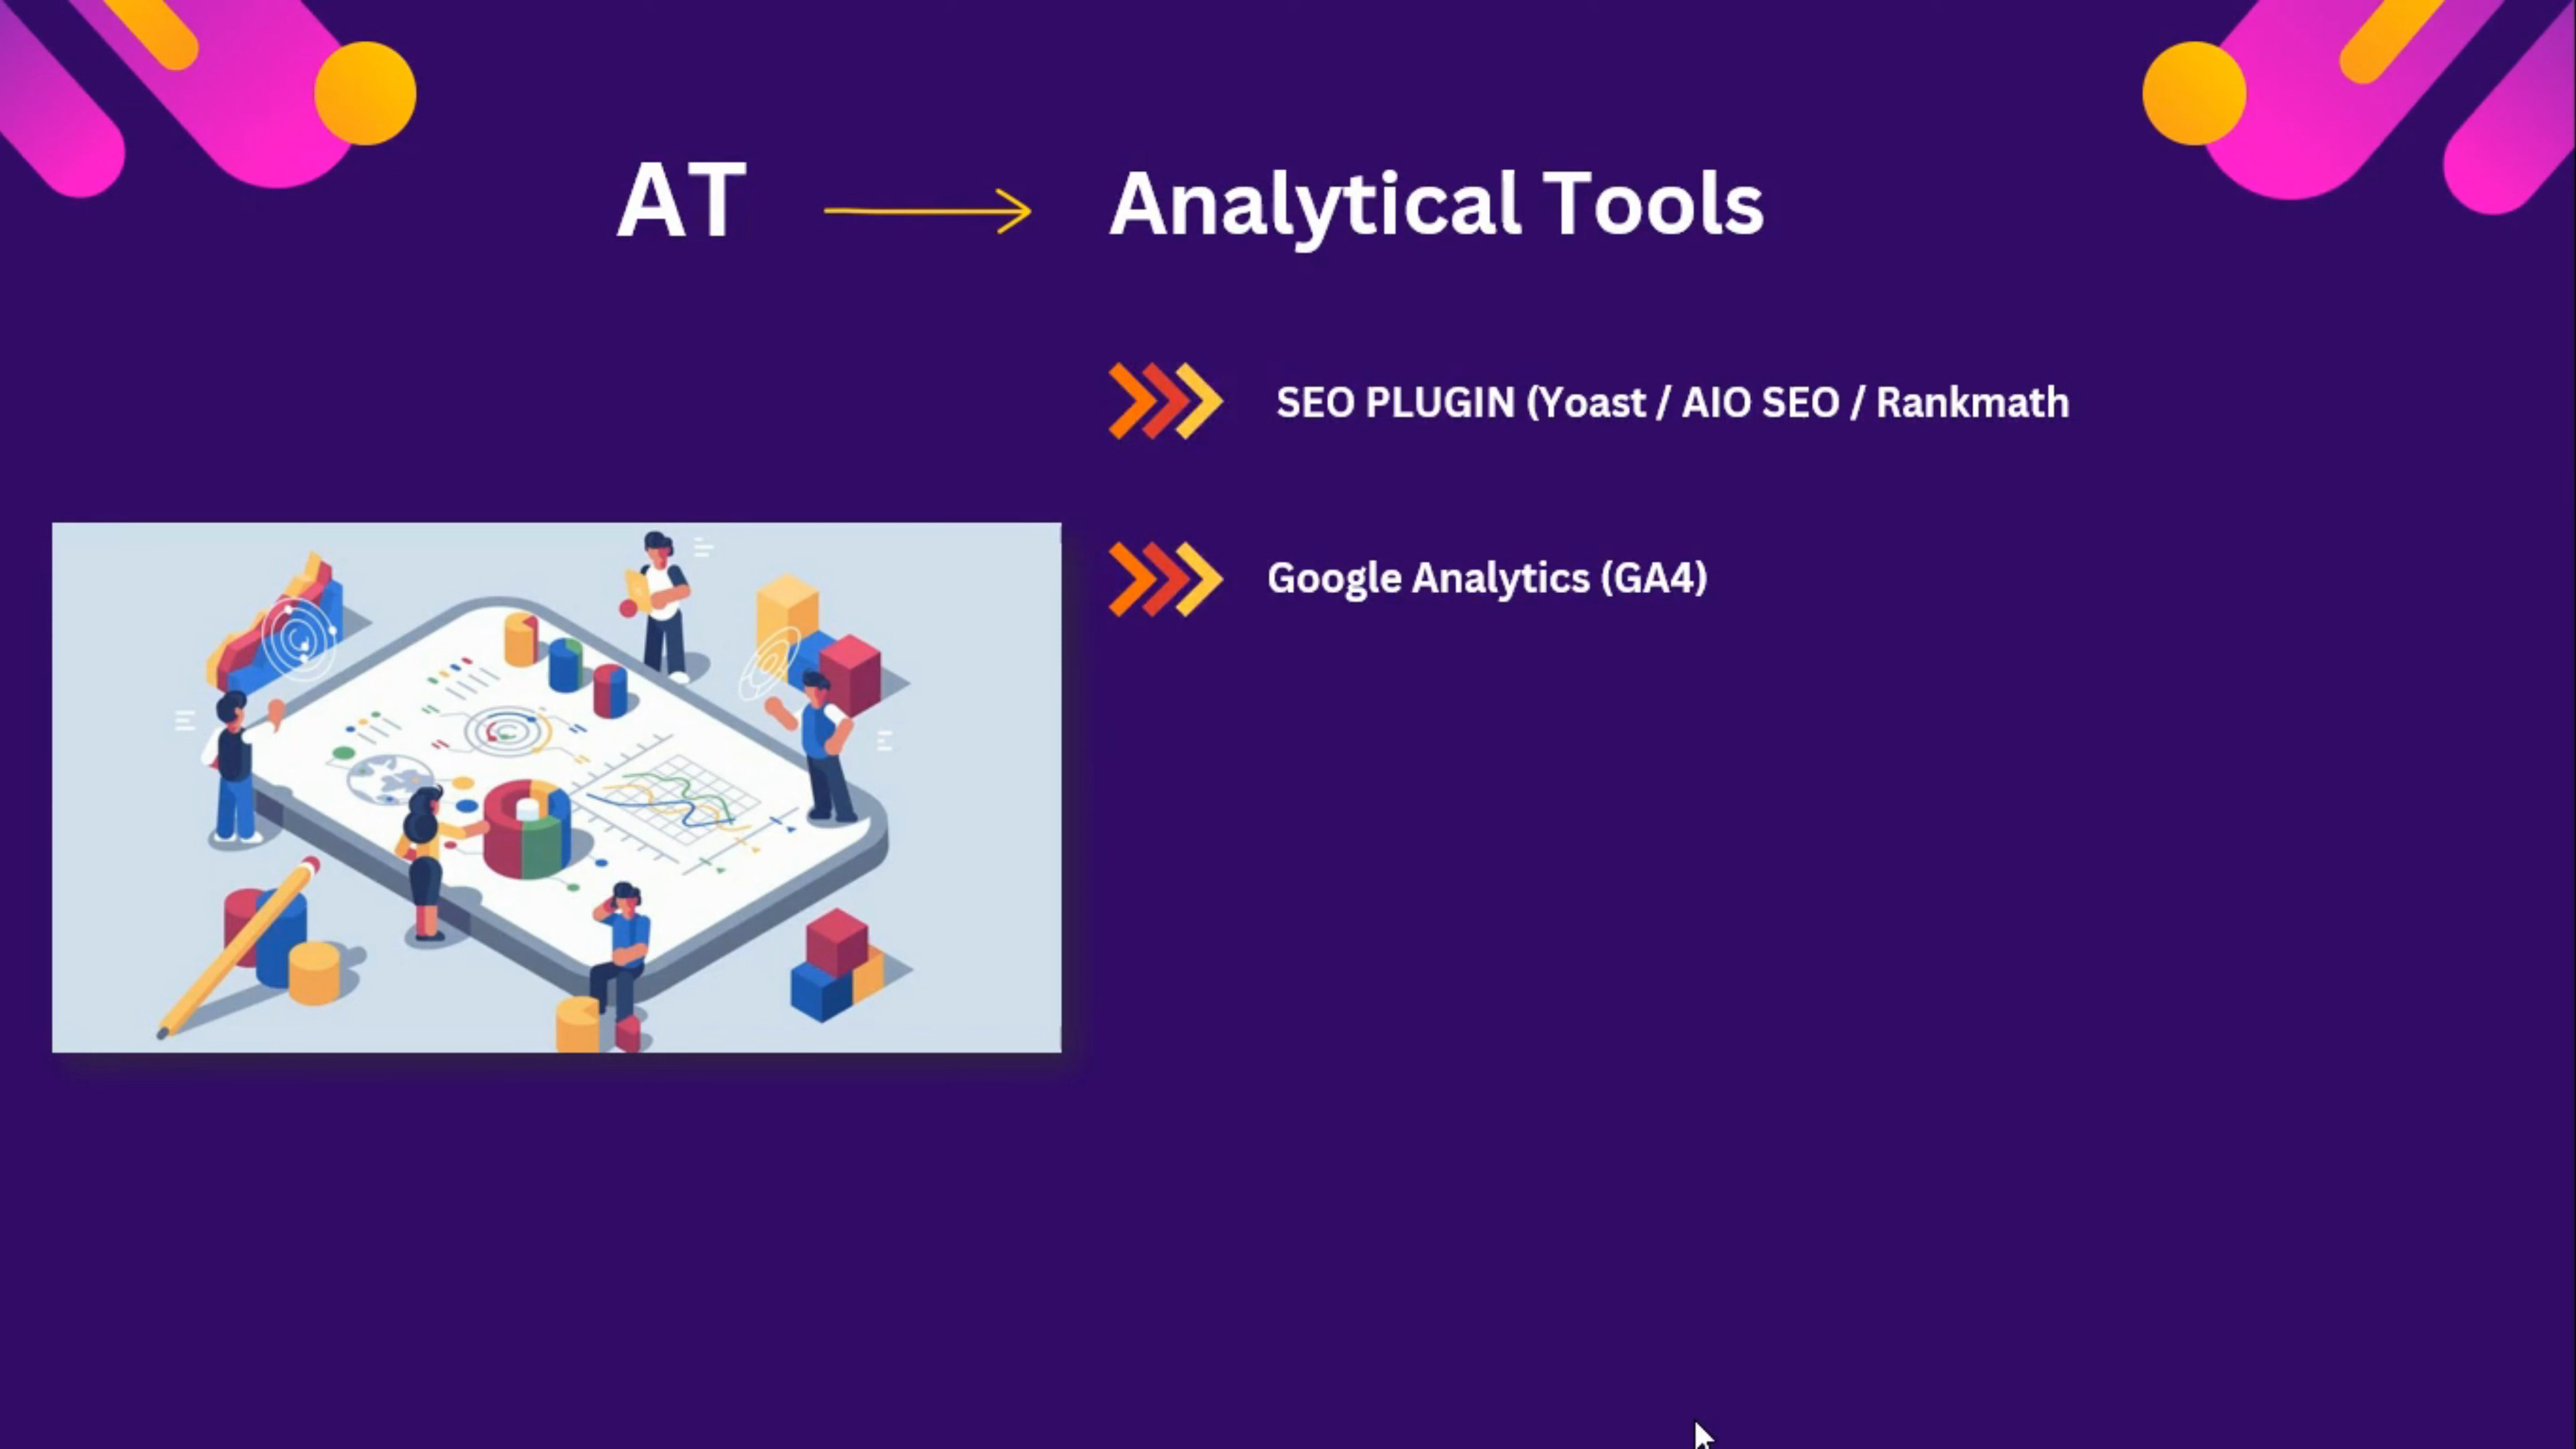 AT Analytical Tools
SEO PLUGIN (Yoast / AIO SEO / Rankmath
Google Analytics (GA4)